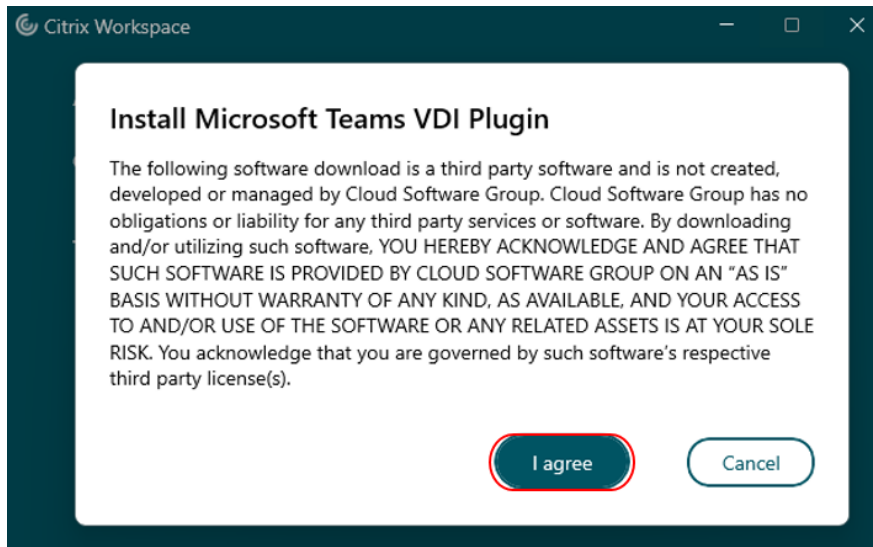 Citrix Workspace
Install Microsoft Teams VDI Plugin
The following software download is a third party software and is not created,
developed or managed by Cloud Software Group. Cloud Software Group has no
obligations or liability for any third party services or software. By downloading
and/or utilizing such software, YOU HEREBY ACKNOWLEDGE AND AGREE THAT
SUCH SOFTWARE IS PROVIDED BY CLOUD SOFTWARE GROUP ON AN “AS IS”
BASIS WITHOUT WARRANTY OF ANY KIND, AS AVAILABLE, AND YOUR ACCESS
TO AND/OR USE OF THE SOFTWARE OR ANY RELATED ASSETS IS AT YOUR SOLE
RISK. You acknowledge that you are governed by such software’s respective
third party license(s).
I agree
Cancel